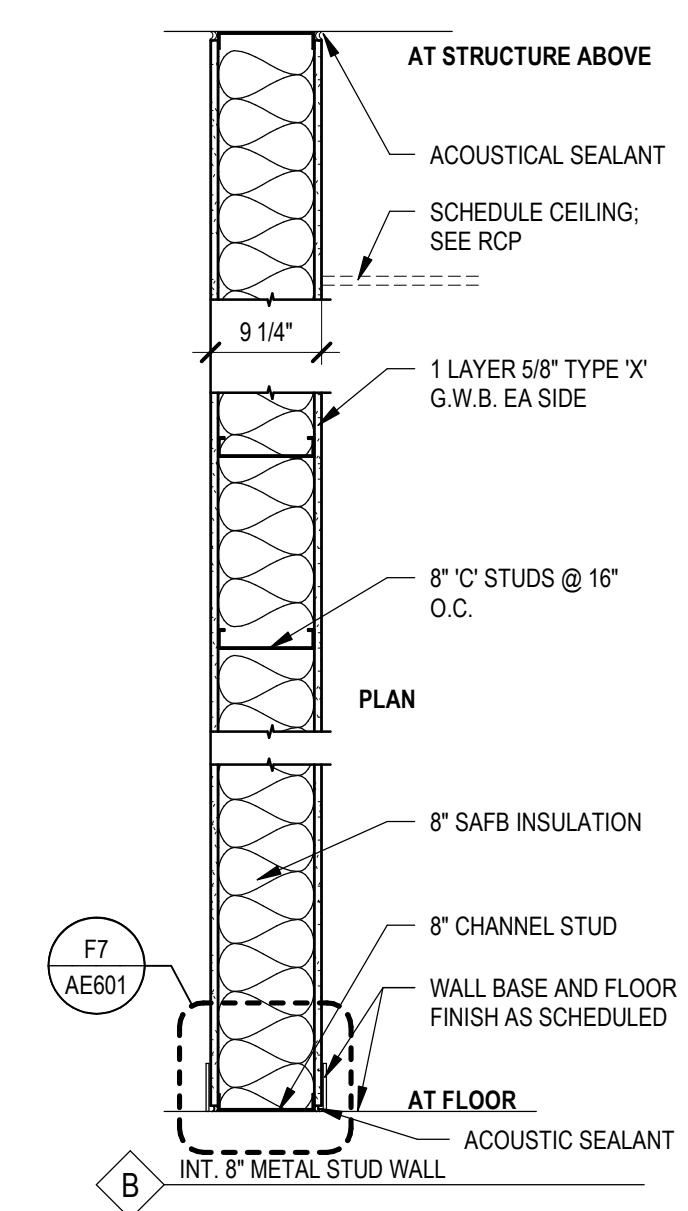 AT STRUCTURE ABOVE
ACOUSTICAL SEALANT
SCHEDULE CEILING;
SEE RCP
9 1/4"
1 LAYER 5/8" TYPE 'X'
G.W.B. EA SIDE
8" 'C' STUDS @ 16"
O.C.
PLAN
8" SAFB INSULATION
8" CHANNEL STUD
F7
AE601
WALL BASE AND FLOOR
FINISH AS SCHEDULED
AT FLOOR
ACOUSTIC SEALANT
INT. 8" METAL STUD WALL
B